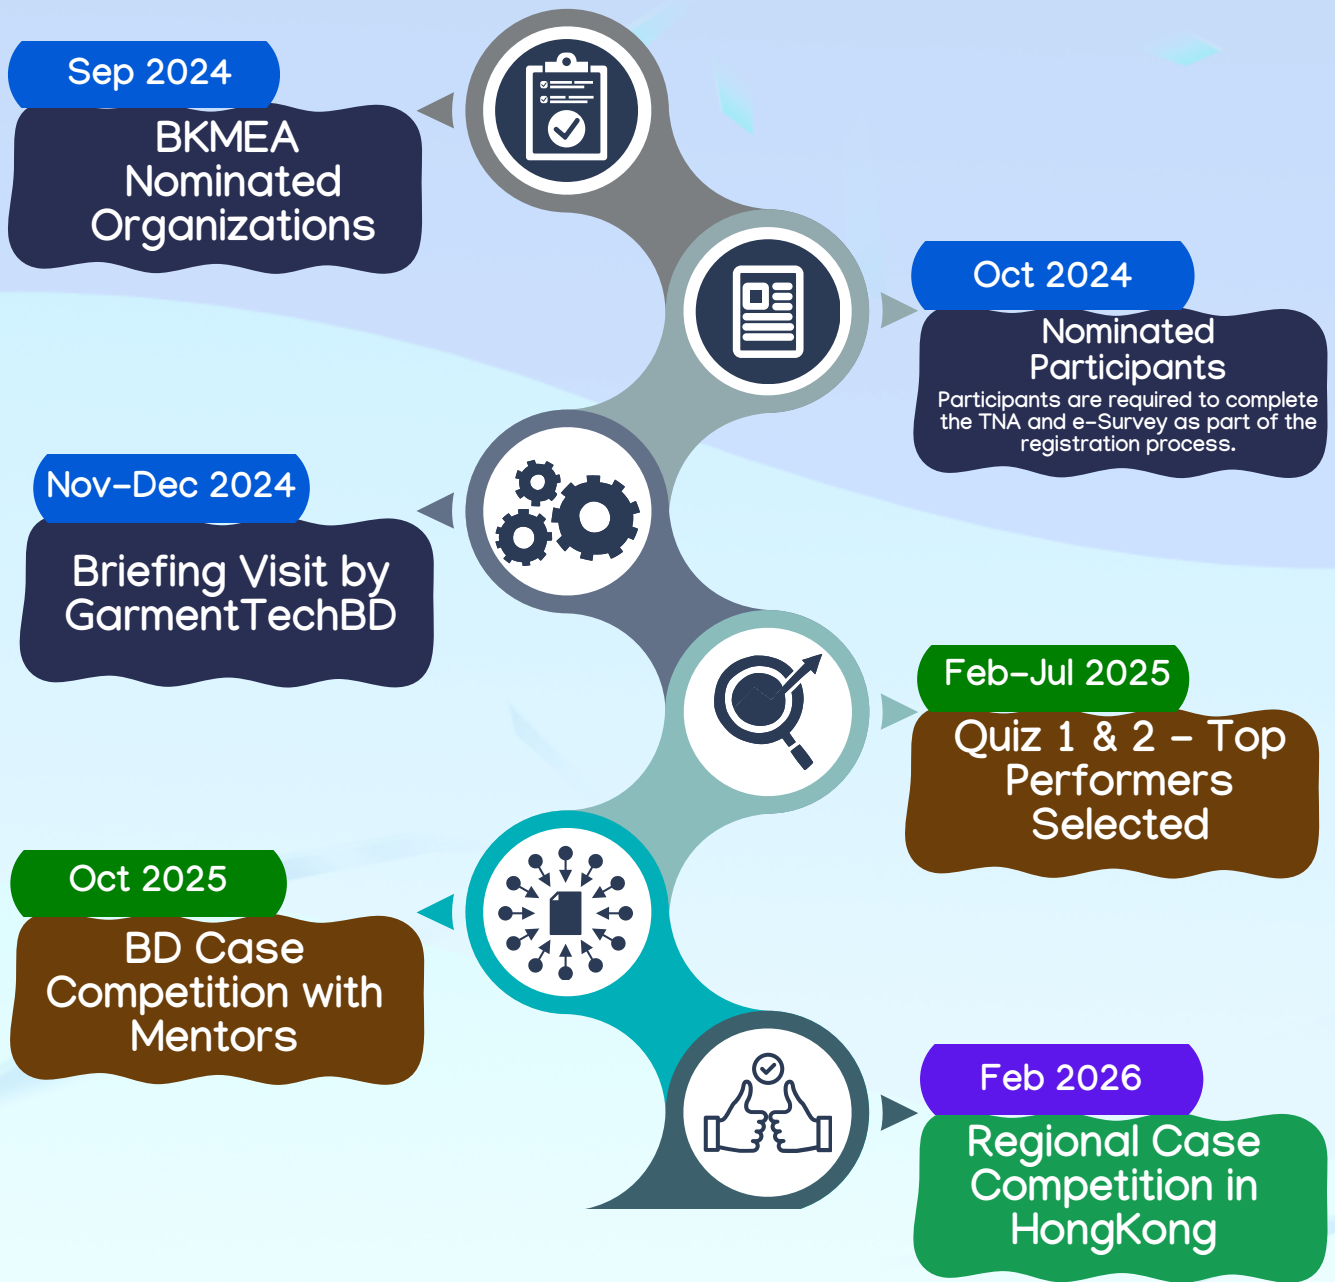 Sep 2024
BKMEA
Nominated
Organizations
Oct 2024
Nominated
Participants
Participants are required to complete
the TNA and e-Survey as part of the
registration process.
Nov-Dec 2024
Briefing Visit by
GarmentTechBD
Feb-Jul 2025
Quiz 1 & 2 - Top
Performers
Selected
Oct 2025
BD Case
Competition with
Mentors
Feb 2026
Regional Case
Competition in
HongKong